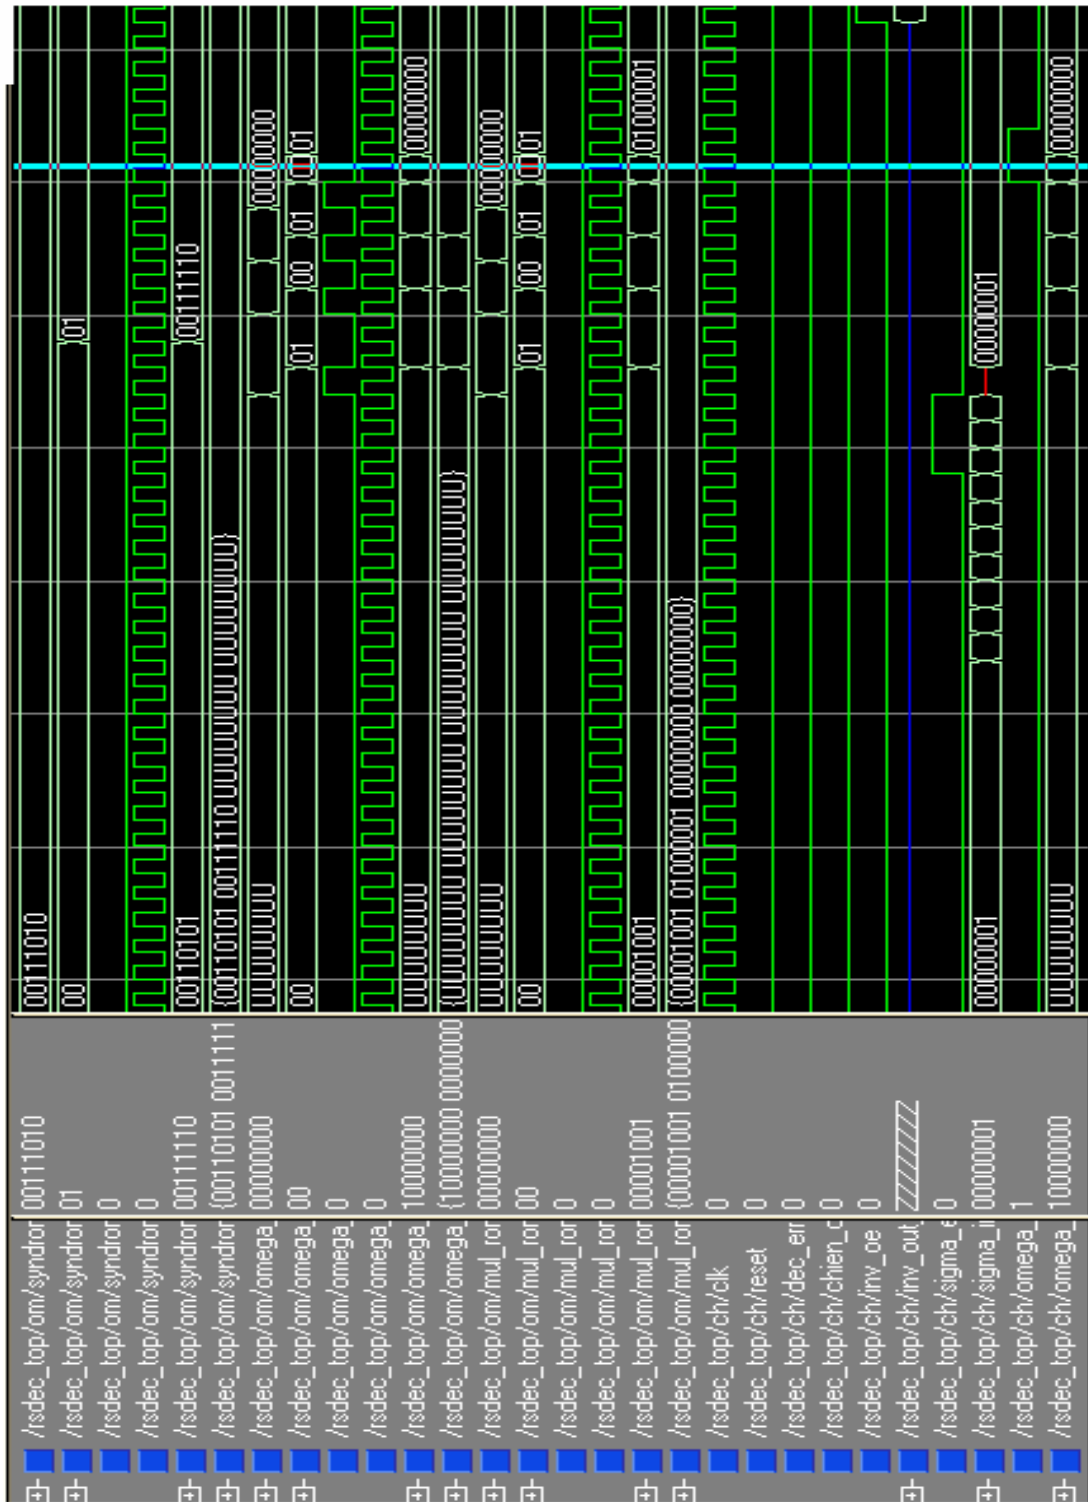 /rsdec_top/om/syndror 00111010 00111010
/rsdec_top/om/syndror 01 00 01
/rsdec_top/om/syndror 0
/rsdec_top/om/syndror 0
/rsdec_top/om/syndror 00111110 00110101 00111110
/rsdec_top/om/syndror {00110101 0011111 {00110101 00111110 UUUUUUUU UUUUUUUU}
/rsdec_top/om/omega_ 00000000 UUUUUUUU 00000000
/rsdec_top/om/omega_ 00 00 01 00 01 01
/rsdec_top/om/omega_ 0
/rsdec_top/om/omega_ 0
/rsdec_top/om/omega_ 10000000 UUUUUUUU 00000000
/rsdec_top/om/omega_ {10000000 0000000 {UUUUUUUU UUUUUUUU UUUUUUUU UUUUUUUU}
/rsdec_top/om/mul_ror 00000000 UUUUUUUU 00000000
/rsdec_top/om/mul_ror 00 00 01 00 01 01
/rsdec_top/om/mul_ror 0
/rsdec_top/om/mul_ror 0
/rsdec_top/om/mul_ror 00001001 00001001 01000001
/rsdec_top/om/mul_ror {00001001 0100000 {00001001 01000001 00000000 00000000}
/rsdec_top/ch/clk 0
/rsdec_top/ch/reset 0
/rsdec_top/ch/dec_err 0
/rsdec_top/ch/chien_c 0
/rsdec_top/ch/inv_oe 0
/rsdec_top/ch/inv_out_
/rsdec_top/ch/sigma_e 0
/rsdec_top/ch/sigma_i 00000001 00000001 00000001
/rsdec_top/ch/omega_ 1
/rsdec_top/ch/omega_ 10000000 UUUUUUUU 00000000